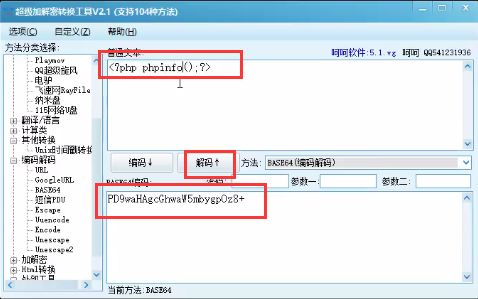 超级加解密转换工具V2.1 (支持104种方法)
选项(C) 自定义(Z) 帮助(H)
方法分类选择:
Playmov
QQ超级旋风
电驴
飞速网RayFile
纳米盘
115网络U盘
翻译/语言
计算类
其他转换
Unix时间戳转换
编码解码
URL
GoogleURL
BASE64
短信PDU
Escape
Uuencode
Encode
Unescape
Unescape2
加解密
Html转换
普通文本:
呵呵软件:5.1.vg 呵呵 QQ541231936
<?php phpinfo();?>
编码↓ 解码↑ 方法: BASE64(编码解码)
BASE64编码: 参数一: 参数二:
PD9waHAgcGhwaW5mbygpOz8+
当前方法:BASE64